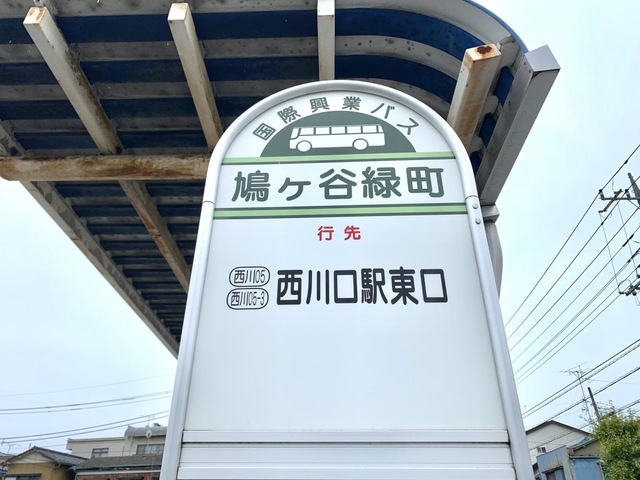 国際興業バス
鳩ヶ谷緑町
行先
西川05
西川05-3
西川口駅東口